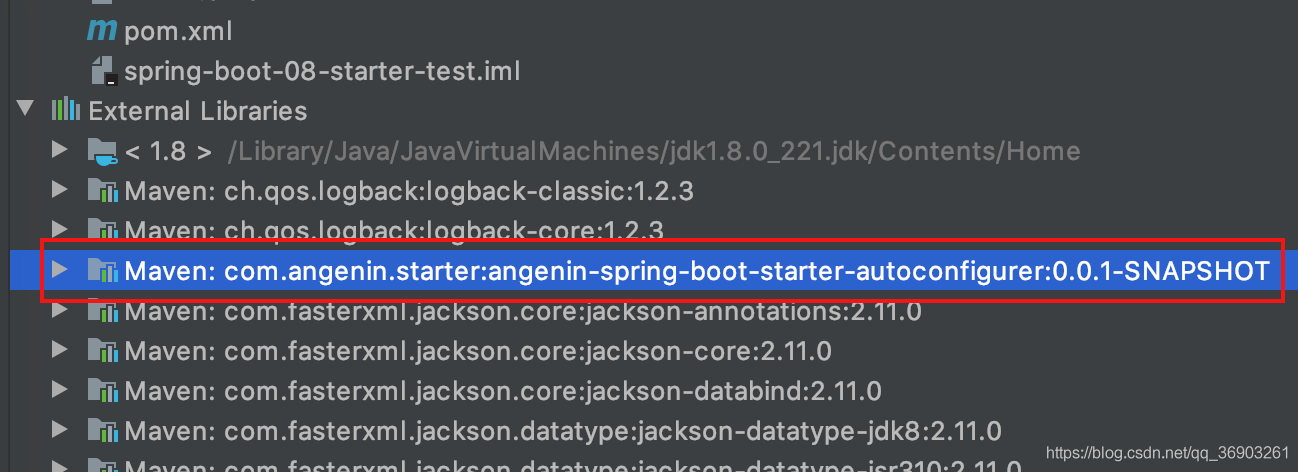 pom.xml
spring-boot-08-starter-test.iml
External Libraries
< 1.8 > /Library/Java/JavaVirtualMachines/jdk1.8.0_221.jdk/Contents/Home
Maven: ch.qos.logback:logback-classic:1.2.3
Maven: ch.qos.logback:logback-core:1.2.3
Maven: com.angenin.starter:angenin-spring-boot-starter-autoconfigurer:0.0.1-SNAPSHOT
Maven: com.fasterxml.jackson.core:jackson-annotations:2.11.0
Maven: com.fasterxml.jackson.core:jackson-core:2.11.0
Maven: com.fasterxml.jackson.core:jackson-databind:2.11.0
Maven: com.fasterxml.jackson.datatype:jackson-datatype-jdk8:2.11.0
Maven: com.fasterxml.jackson.datatype:jackson-datatype-jsr310:2.11.0
https://blog.csdn.net/qq_36903261